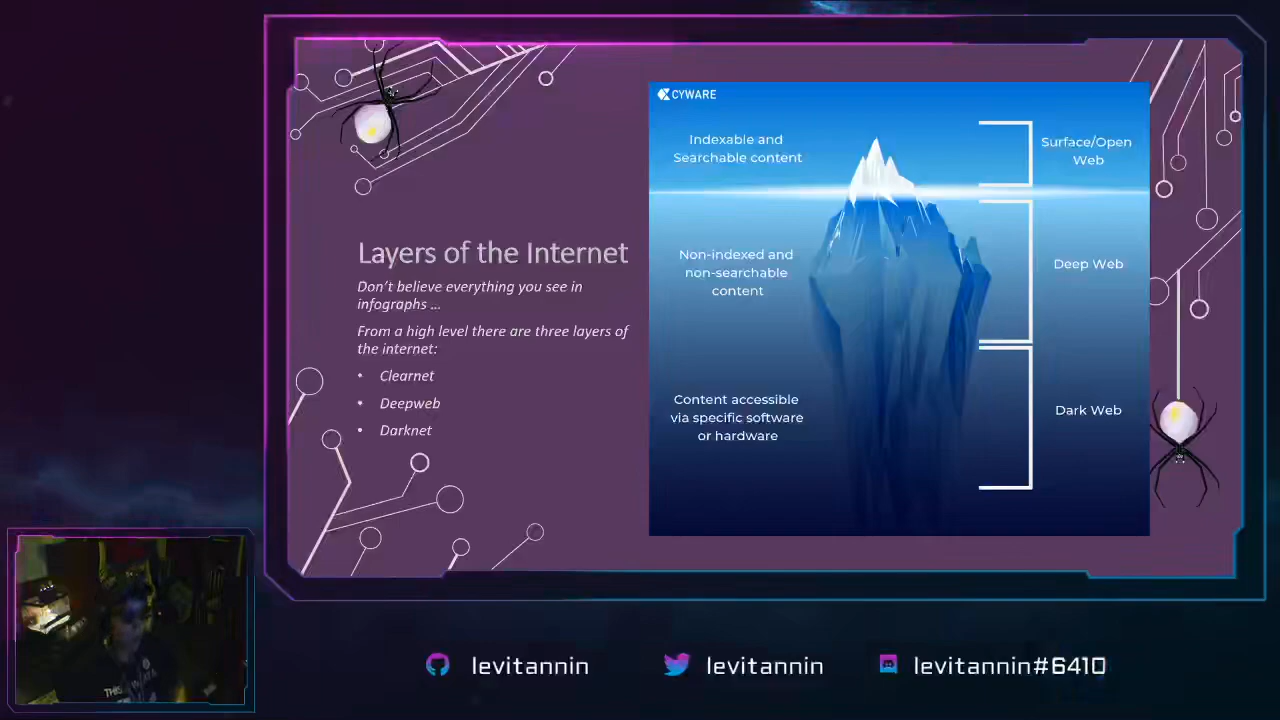 Layers of the Internet
Don't believe everything you see in
infographs ...
From a high level there are three layers of
the internet:
• Clearnet
• Deepweb
• Darknet
CYWARE
Indexable and
Searchable content
Surface/Open
Web
Non-indexed and
non-searchable
content
Deep Web
Content accessible
via specific software
or hardware
Dark Web
levitannin
levitannin
levitannin#6410